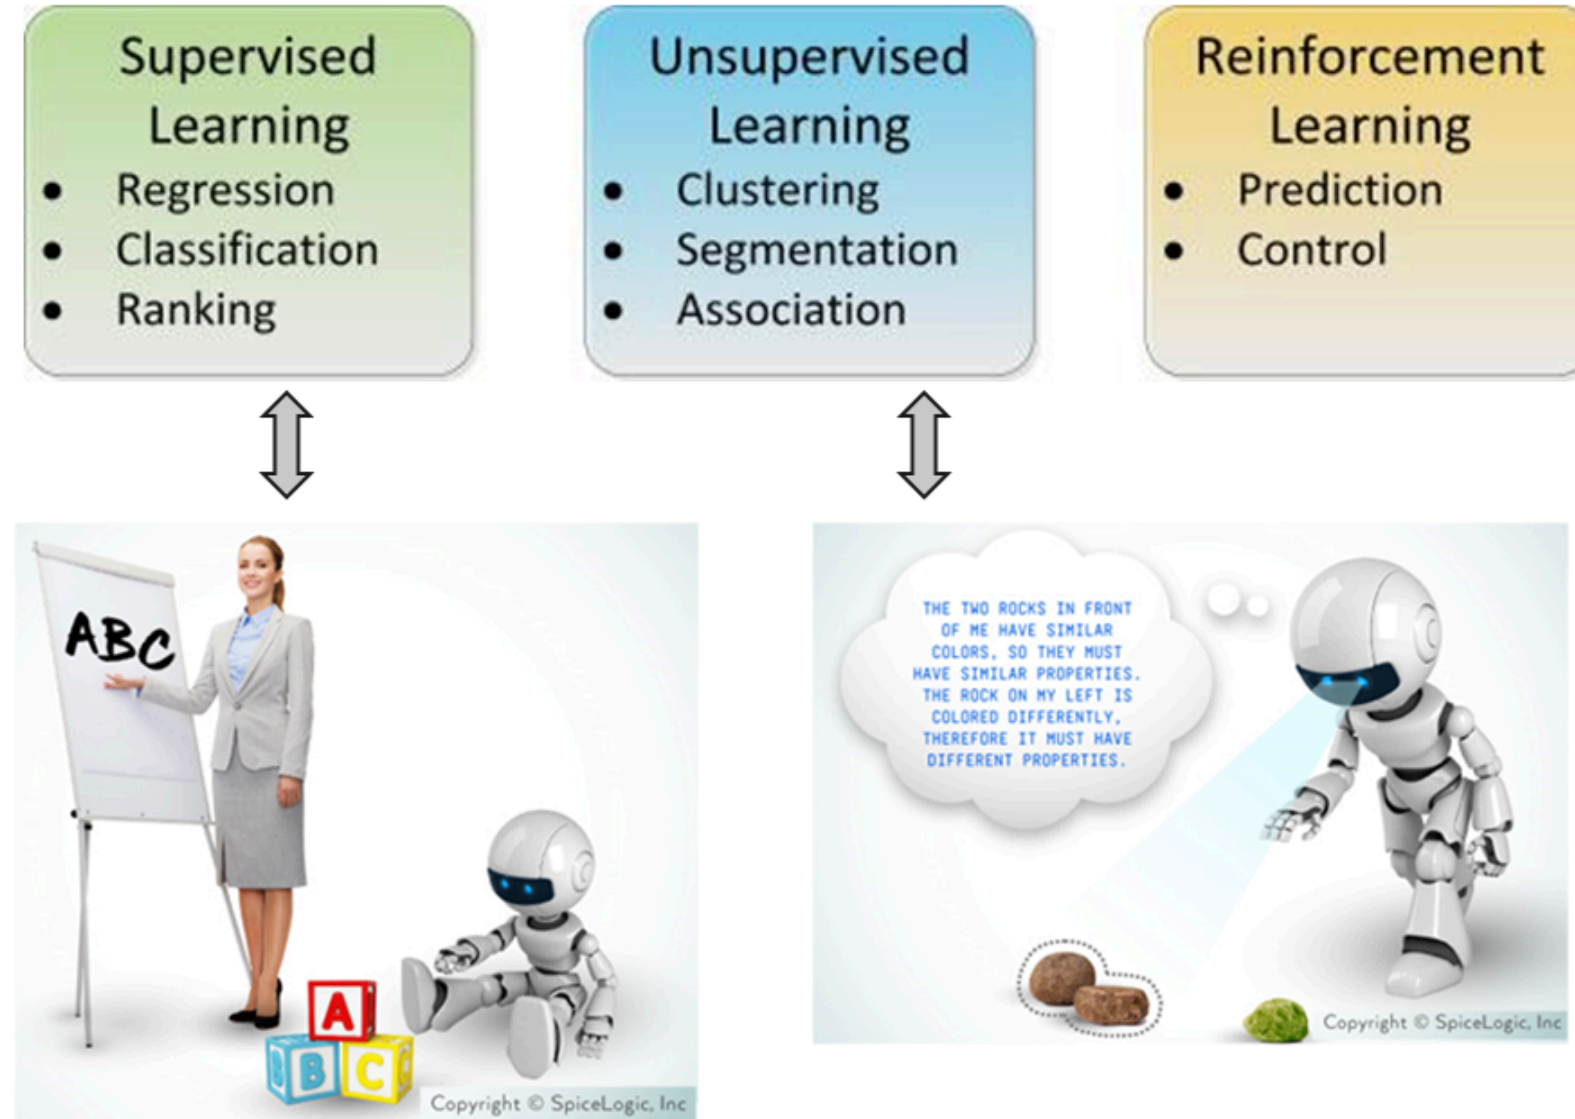 Supervised
Learning
• Regression
• Classification
• Ranking
Unsupervised
Learning
• Clustering
• Segmentation
• Association
Reinforcement
Learning
• Prediction
• Control
ABC
A
B B C C
Copyright © SpiceLogic, Inc
THE TWO ROCKS IN FRONT
OF ME HAVE SIMILAR
COLORS, SO THEY MUST
HAVE SIMILAR PROPERTIES.
THE ROCK ON MY LEFT IS
COLORED DIFFERENTLY,
THEREFORE IT MUST HAVE
DIFFERENT PROPERTIES.
Copyright © SpiceLogic, Inc